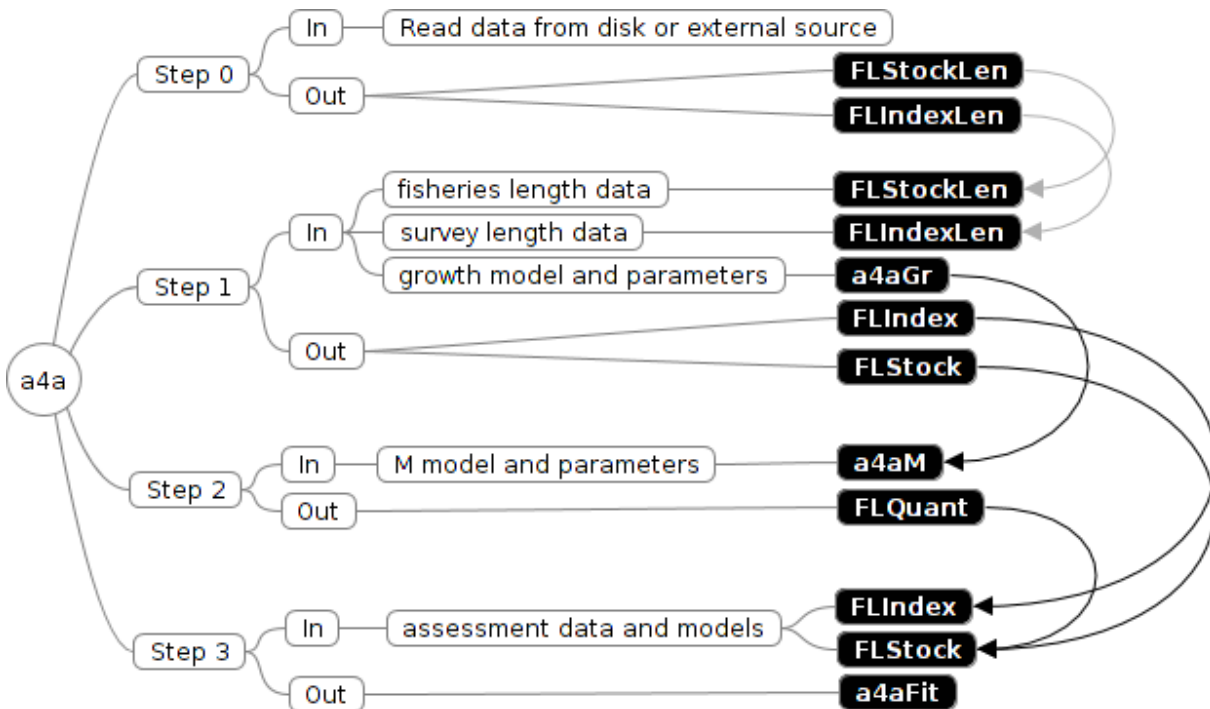 In
Read data from disk or external source
Step 0
Out
FLStockLen
FLIndexLen
fisheries length data
FLStockLen
In
survey length data
FLIndexLen
growth model and parameters
a4aGr
Step 1
FLIndex
Out
FLStock
a4a
In
M model and parameters
a4aM
Step 2
Out
FLQuant
FLIndex
In
assessment data and models
FLStock
Step 3
Out
a4aFit